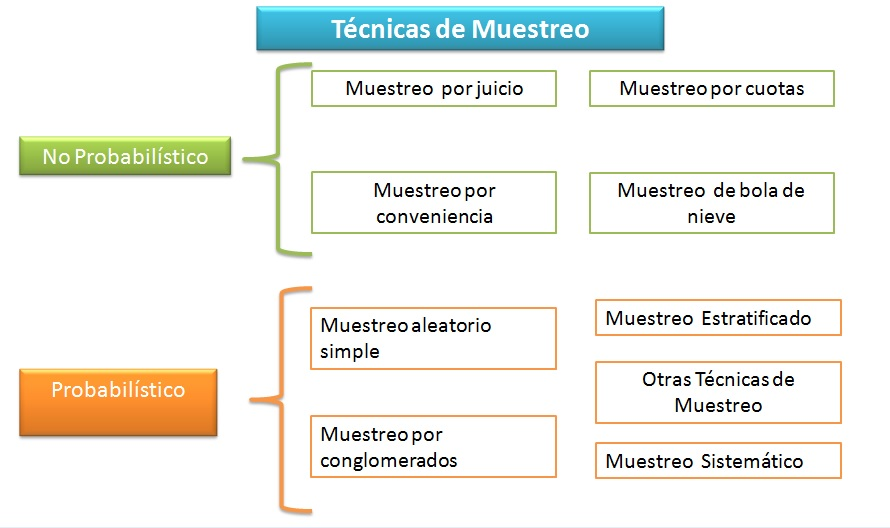 Técnicas de Muestreo
No Probabilístico
Muestreo por juicio
Muestreo por cuotas
Muestreo por
conveniencia
Muestreo de bola de
nieve
Probabilístico
Muestreo aleatorio
simple
Muestreo Estratificado
Otras Técnicas de
Muestreo
Muestreo por
conglomerados
Muestreo Sistemático